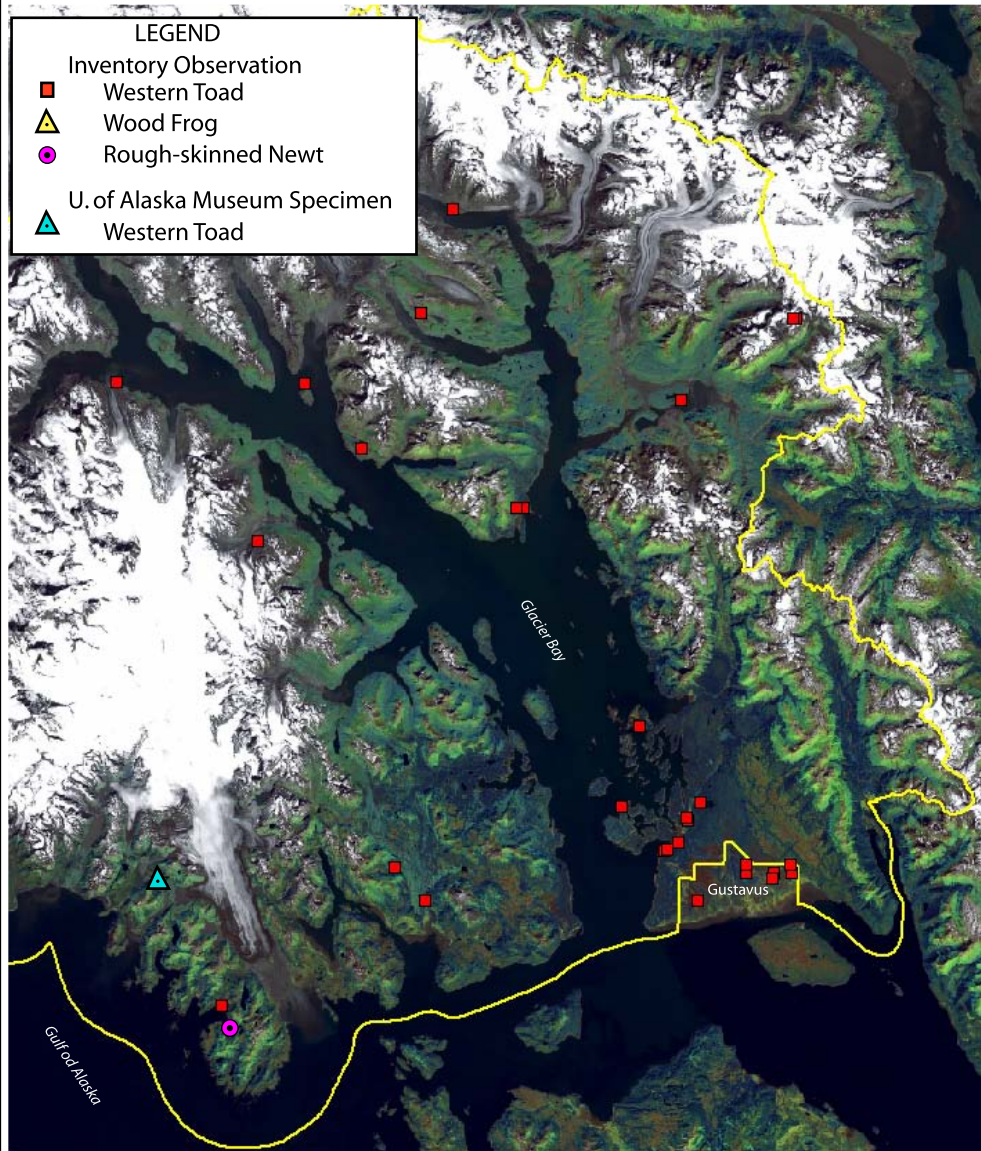 LEGEND
Inventory Observation
Western Toad
Wood Frog
Rough-skinned Newt
U. of Alaska Museum Specimen
Western Toad
Glacier Bay
Gustavus
Gulf od Alaska